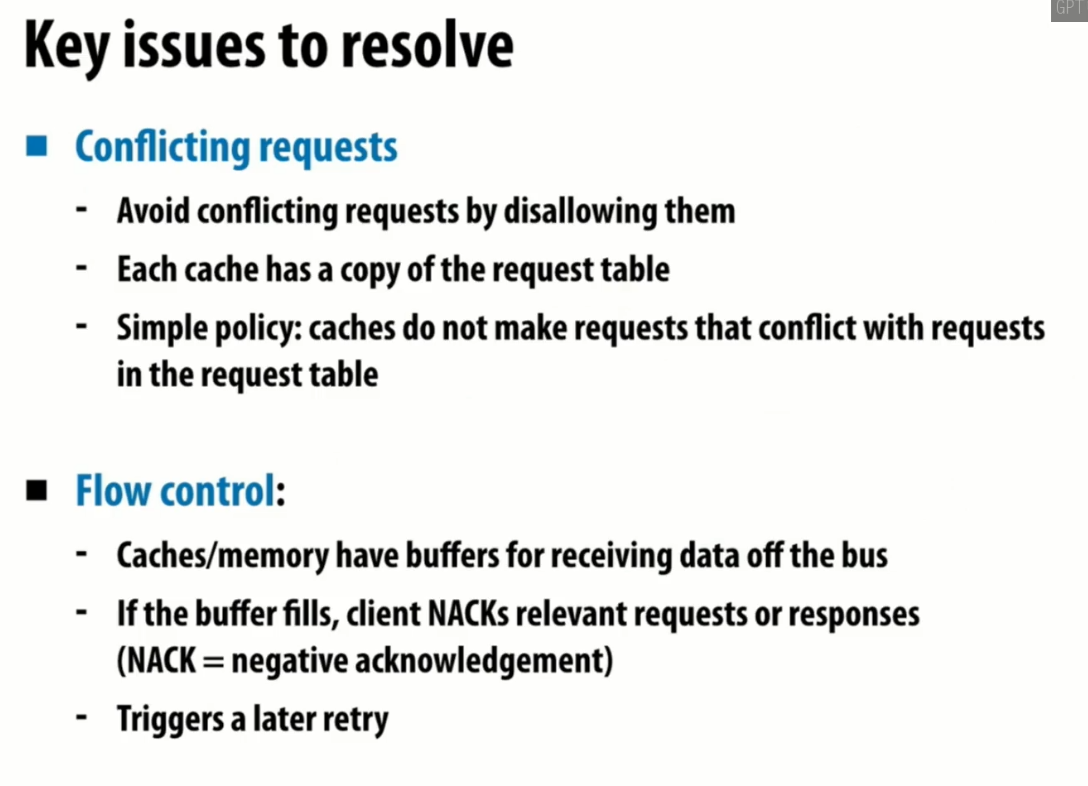 GPT
Key issues to resolve
■ Conflicting requests
- Avoid conflicting requests by disallowing them
- Each cache has a copy of the request table
- Simple policy: caches do not make requests that conflict with requests
in the request table
■ Flow control:
- Caches/memory have buffers for receiving data off the bus
- If the buffer fills, client NACKs relevant requests or responses
(NACK = negative acknowledgement)
- Triggers a later retry